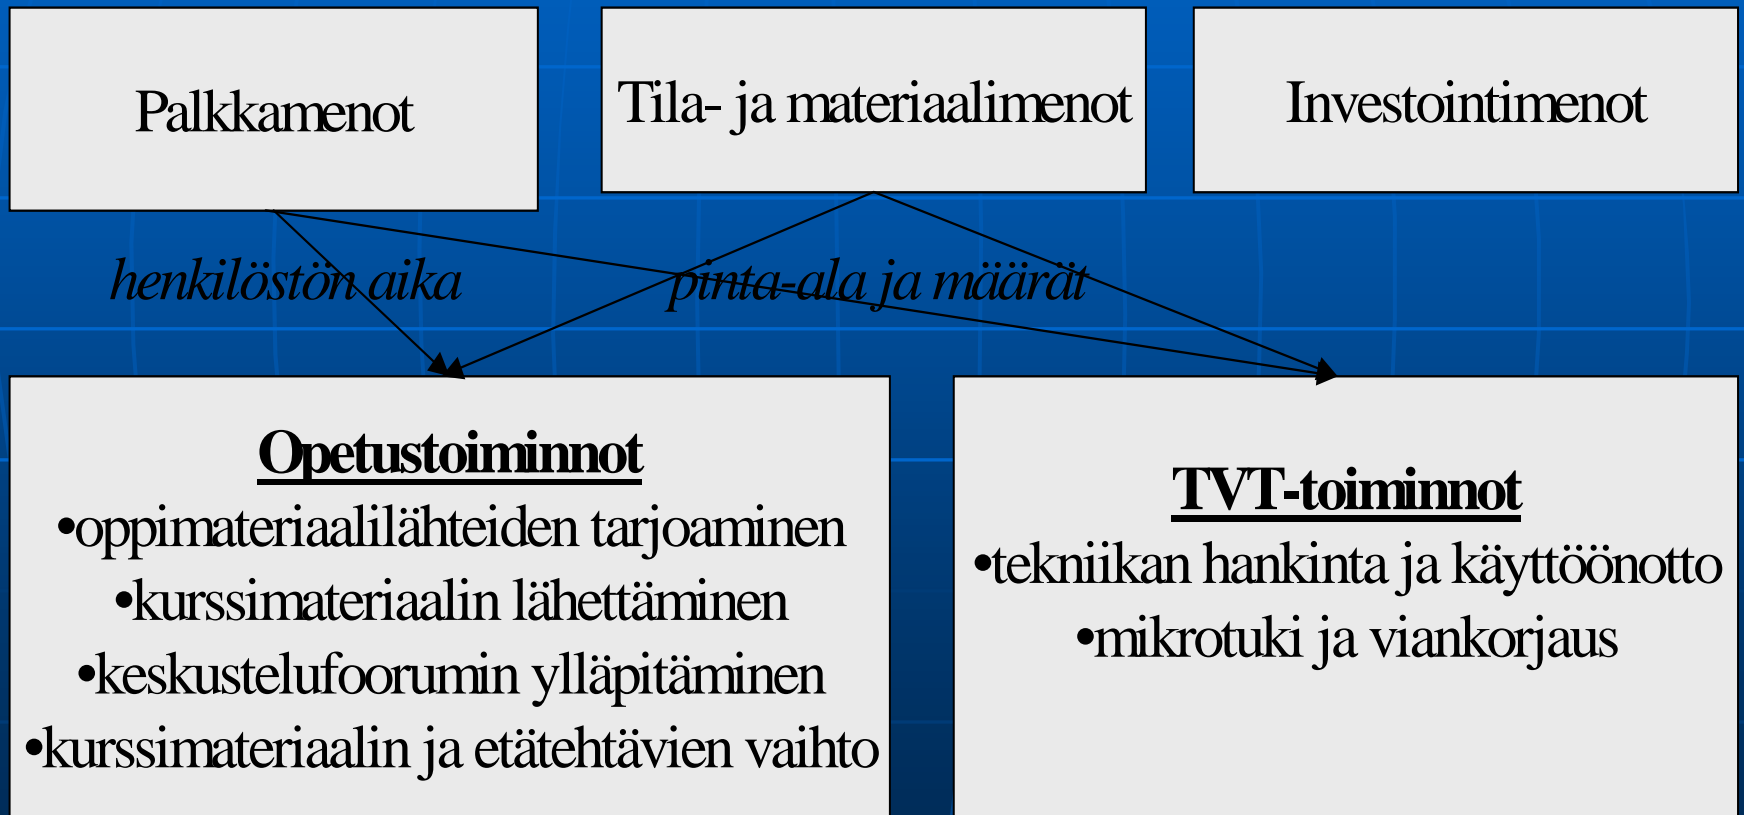 Palkkamenot
Tila- ja materiaalimenot
Investointimenot
henkilöstön aika
pinta-ala ja määrät
Opetustoiminnot
•oppimateriaalilähteiden tarjoaminen
•kurssimateriaalin lähettäminen
•keskustelufoorumin ylläpitäminen
•kurssimateriaalin ja etätehtävien vaihto
TVT-toiminnot
•tekniikan hankinta ja käyttöönotto
•mikrotuki ja viankorjaus